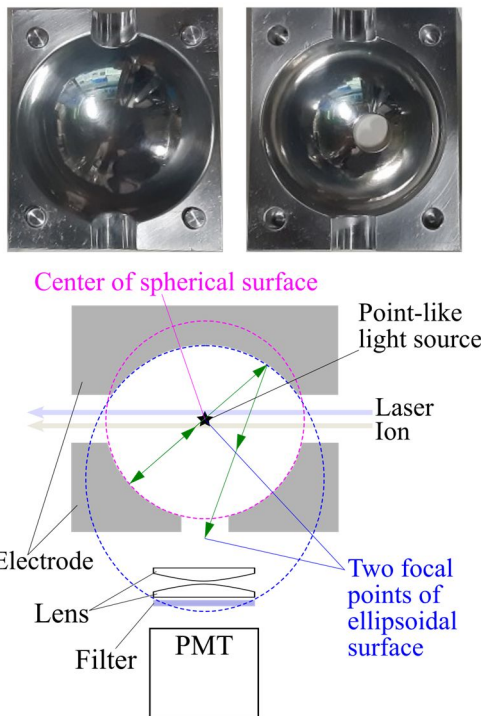 Center of spherical surface
Point-like
light source
Laser
Ion
Electrode
Two focal
points of
ellipsoidal
surface
Lens
Filter
PMT